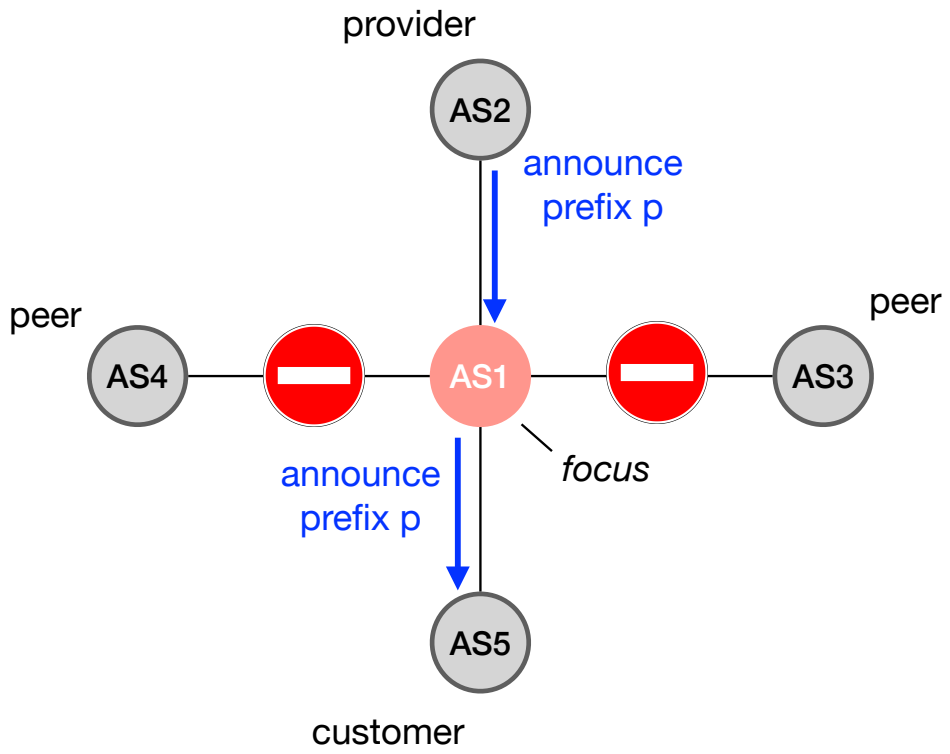 provider
AS2
announce
prefix p
peer
peer
AS4
AS1
AS3
focus
announce
prefix p
AS5
customer